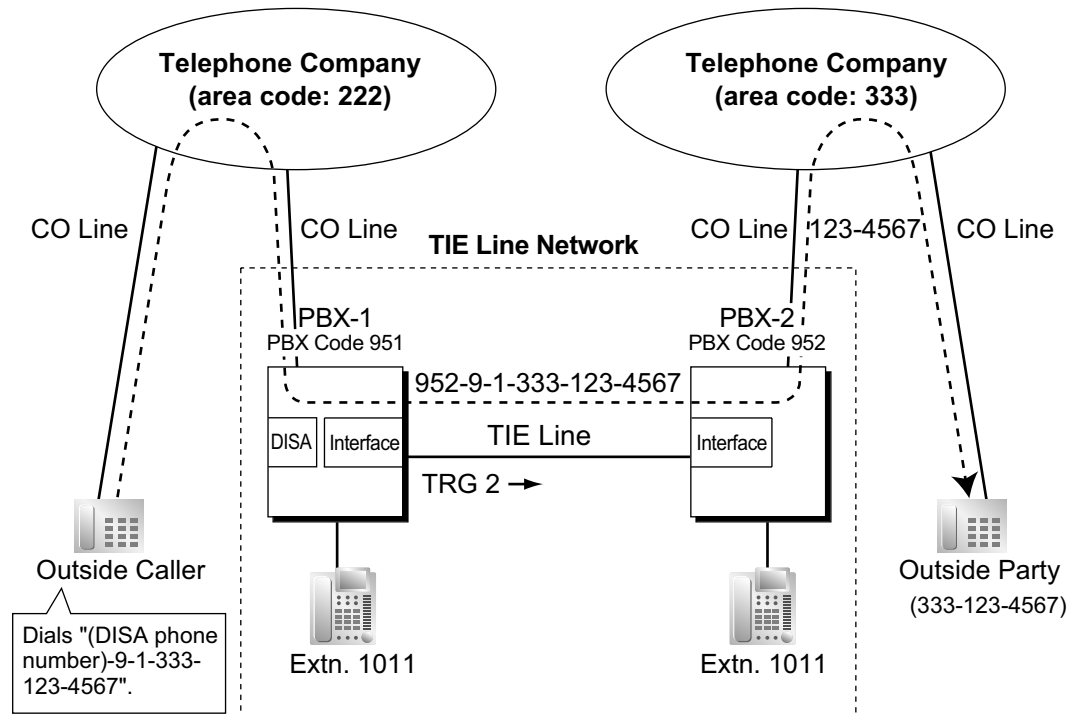 Telephone Company
(area code: 222)
Telephone Company
(area code: 333)
CO Line
CO Line
CO Line
123-4567
CO Line
TIE Line Network
PBX-1
PBX Code 951
PBX-2
PBX Code 952
952-9-1-333-123-4567
DISA
Interface
TIE Line
Interface
TRG 2
Outside Caller
Outside Party
(333-123-4567)
Dials "(DISA phone
number)-9-1-333-
123-4567".
Extn. 1011
Extn. 1011